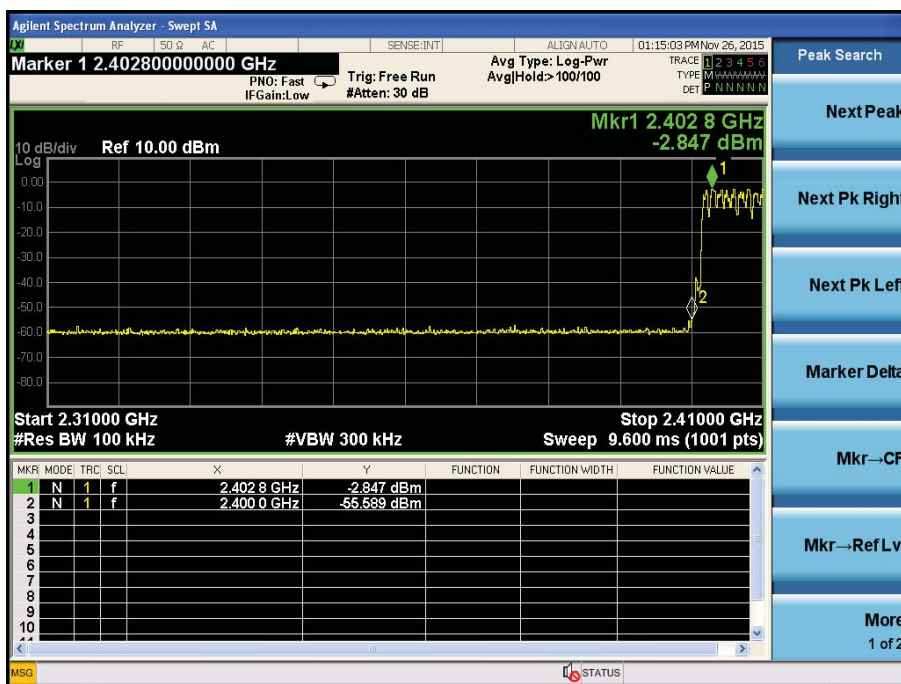 Agilent Spectrum Analyzer - Swept SA
LXI RF 50 Ω AC SENSE:INT ALIGN AUTO 01:15:03 PM Nov 26, 2015
Marker 1 2.402800000000 GHz
PNO: Fast
IFGain:Low
Trig: Free Run
#Atten: 30 dB
Avg Type: Log-Pwr
Avg|Hold:>100/100
TRACE 1 2 3 4 5 6
TYPE M
DET P N N N N N
Peak Search
Next Peak
Next Pk Right
Next Pk Left
Marker Delta
Mkr→CF
Mkr→Ref Lv
More
1 of 2
Mkr1 2.402 8 GHz
-2.847 dBm
10 dB/div Ref 10.00 dBm
Log
0.00
-10.0
-20.0
-30.0
-40.0
-50.0
-60.0
-70.0
-80.0
1
2
Start 2.31000 GHz Stop 2.41000 GHz
#Res BW 100 kHz #VBW 300 kHz Sweep 9.600 ms (1001 pts)
MKR MODE TRC SCL X Y FUNCTION FUNCTION WIDTH FUNCTION VALUE
1 N 1 f 2.402 8 GHz -2.847 dBm
2 N 1 f 2.400 0 GHz -55.589 dBm
3
4
5
6
7
8
9
10
MSG STATUS